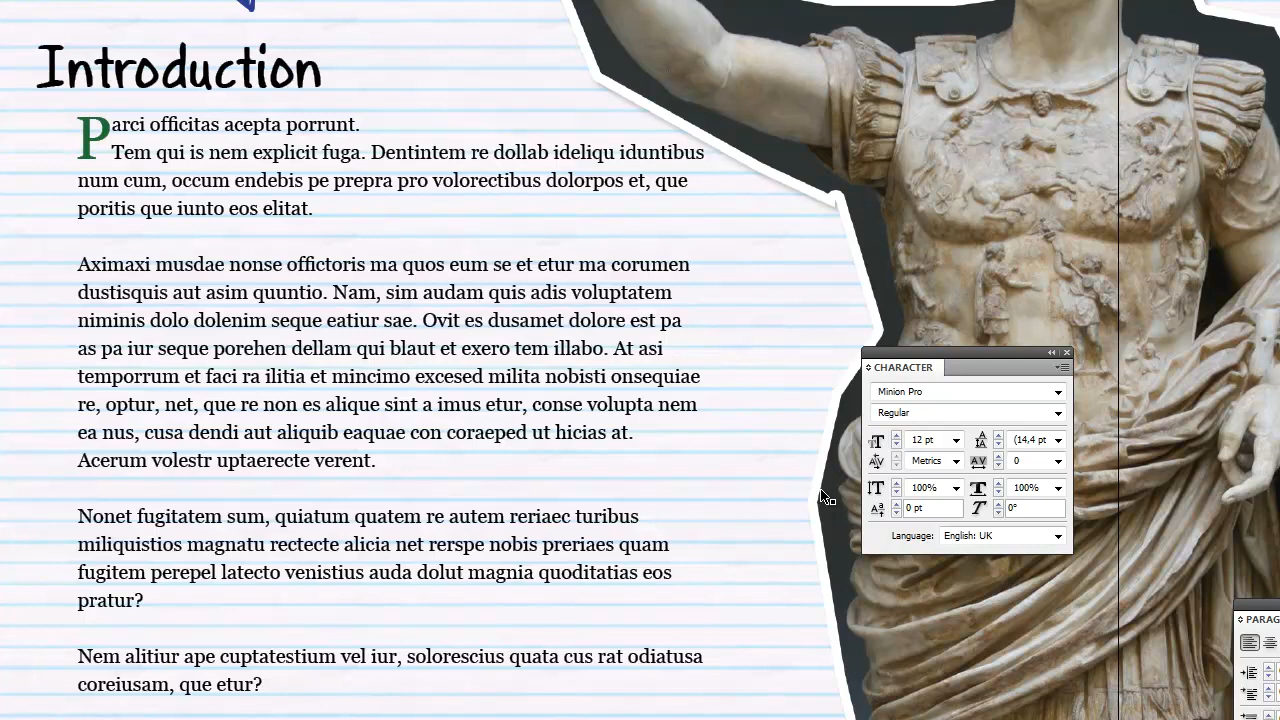 Introduction
Parci officitas acepta porrunt.
Tem qui is nem explicit fuga. Dentintem re dollab ideliqu iduntibus
num cum, occum endebis pe prepra pro volorectibus dolorpos et, que
poritis que iunto eos elitat.
Aximaxi musdae nonse offictoris ma quos eum se et etur ma corumen
dustisquis aut asim quuntio. Nam, sim audam quis adis voluptatem
niminis dolo dolenim seque eatiur sae. Ovit es dusamet dolore est pa
as pa iur seque porehen dellam qui blaut et exero tem illabo. At asi
temporrum et faci ra ilitia et minimo excesed milita nobisti onsequiae
re, optur, net, que re non es alique sint a imus etur, conse volupta nem
ea nus, cusa dendi aut aliquib eaquae con coraeped ut hicias at.
Acerum volestr uptaerecte verent.
Nonet fugitatem sum, quatum quatem re autem reriaec turibus
miliquistios magnatu rectecte alicia net rerspe nobis preriaes quam
fugitem perepel latecto venistius auda dolut magnia quoditatias eos
pratur?
Nem alitiur ape cuptatestium vel iur, solorescius quata cus rat odiatusa
coreiusam, que etur?
CHARACTER
Minion Pro
Regular
12 pt
(14,4 pt
Metrics
0
100%
100%
0 pt
0°
Language: English: UK
PARAG